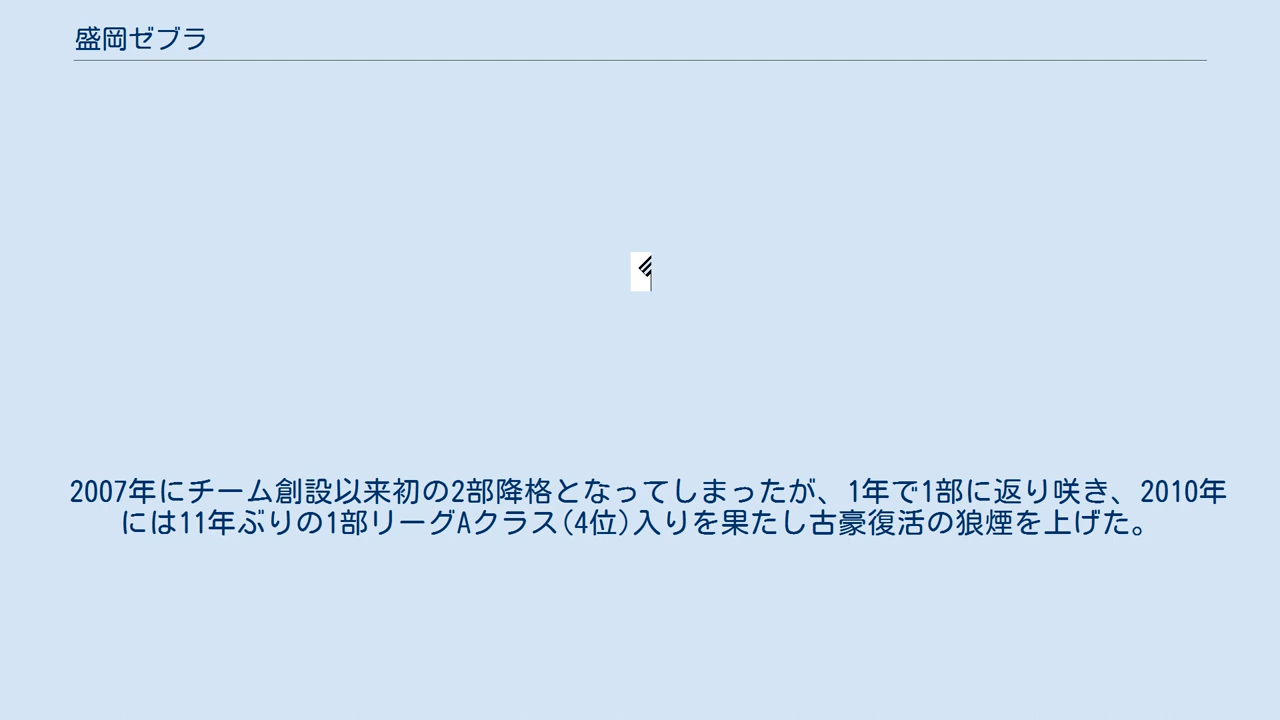 盛岡ゼブラ
2007年にチーム創設以来初の2部降格となってしまったが、1年で1部に返り咲き、2010年
には11年ぶりの1部リーグAクラス(4位)入りを果たし古豪復活の狼煙を上げた。